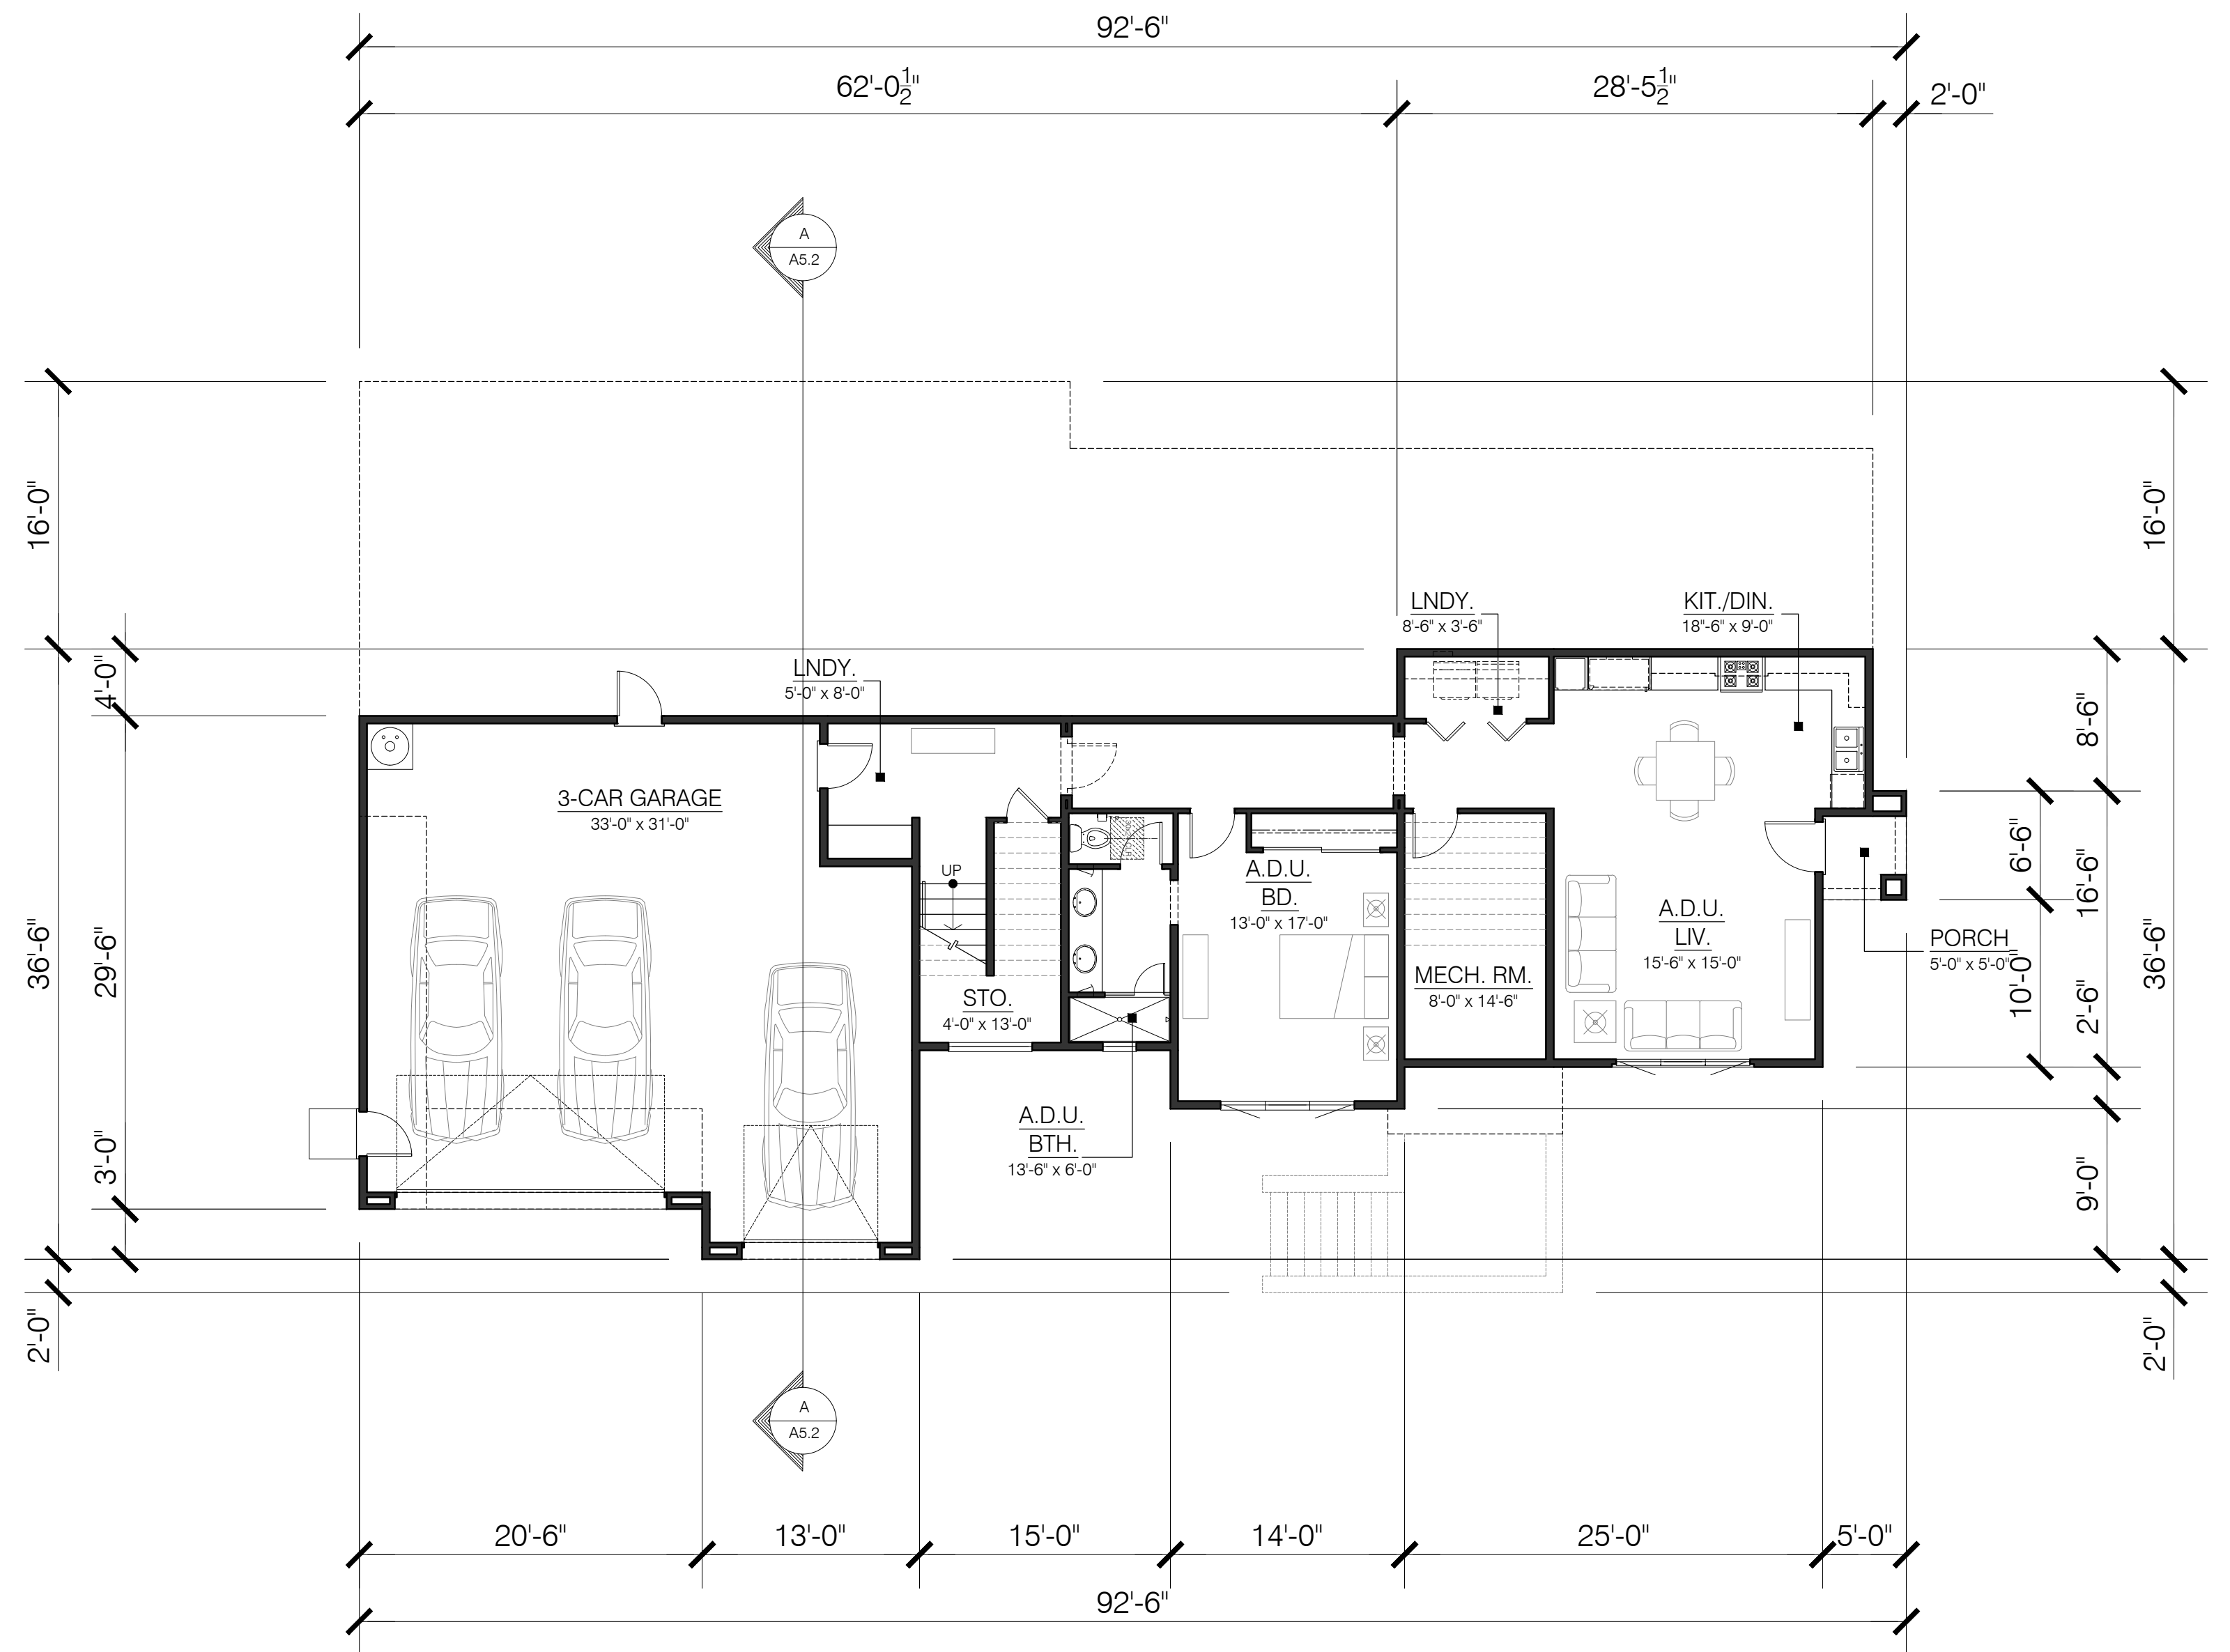 92'-6"
62'-0 1/2"
28'-5 1/2"
2'-0"
A
A5.2
16'-0"
16'-0"
LNDY.
8'-6" x 3'-6"
KIT./DIN.
18"-6" x 9'-0"
4'-0"
LNDY.
5'-0" x 8'-0"
8'-6"
3-CAR GARAGE
33'-0" x 31'-0"
6'-6"
16'-6"
UP
A.D.U.
BD.
13'-0" x 17'-0"
A.D.U.
LIV.
15'-6" x 15'-0"
PORCH
5'-0" x 5'-0"
36'-6"
29'-6"
10'-0"
2'-6"
36'-6"
STO.
4'-0" x 13'-0"
MECH. RM.
8'-0" x 14'-6"
A.D.U.
BTH.
13'-6" x 6'-0"
3'-0"
9'-0"
2'-0"
2'-0"
A
A5.2
20'-6"
13'-0"
15'-0"
14'-0"
25'-0"
5'-0"
92'-6"